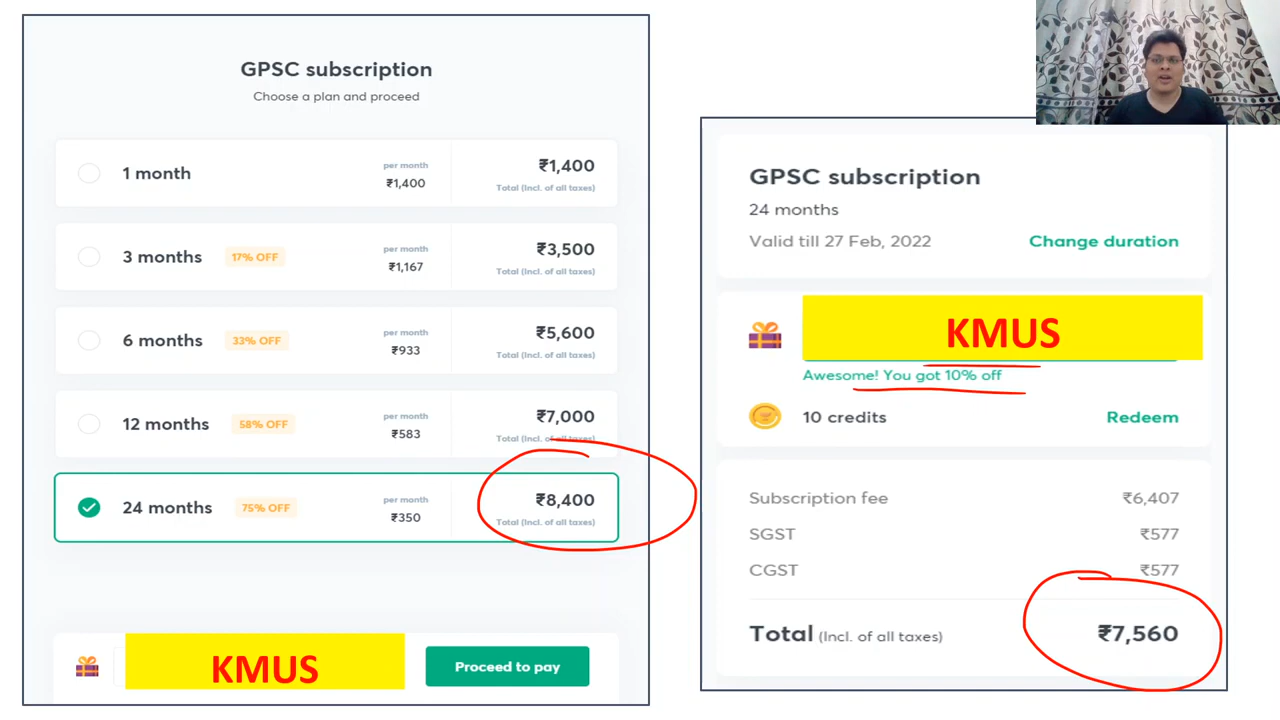 GPSC subscription
Choose a plan and proceed
1 month
per month
₹1,400
₹1,400
Total (Incl. of all taxes)
3 months
17% OFF
per month
₹1,167
₹3,500
Total (Incl. of all taxes)
6 months
33% OFF
per month
₹933
₹5,600
Total (Incl. of all taxes)
12 months
58% OFF
per month
₹583
₹7,000
Total (Incl. of all taxes)
24 months
75% OFF
per month
₹350
₹8,400
Total (Incl. of all taxes)
KMUS
Proceed to pay
GPSC subscription
24 months
Valid till 27 Feb, 2022
Change duration
KMUS
Awesome! You got 10% off
10 credits
Redeem
Subscription fee
₹6,407
SGST
₹577
CGST
₹577
Total (Incl. of all taxes)
₹7,560